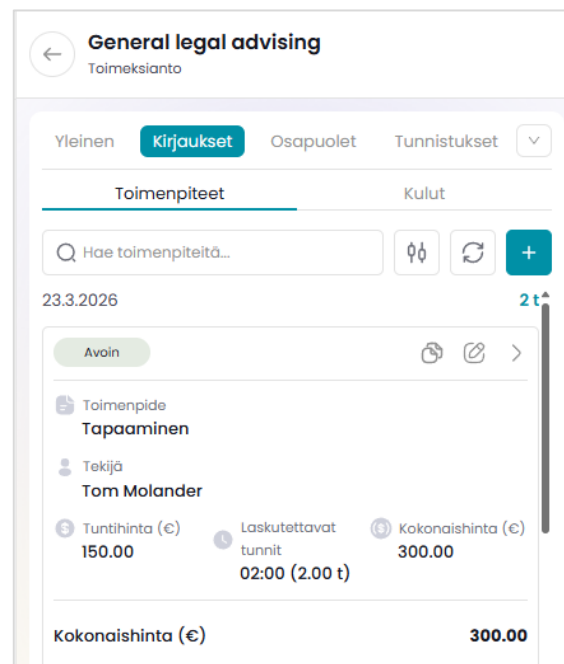 General legal advising
Toimeksianto
Yleinen Kirjaukset Osapuolet Tunnistukset
Toimenpiteet Kulut
Hae toimenpiteitä...
23.3.2026 2 t
Avoin
Toimenpide
Tapaaminen
Tekijä
Tom Molander
Tuntihinta (€)
150.00
Laskutettavat
tunnit
02:00 (2.00 t)
Kokonaishinta (€)
300.00
Kokonaishinta (€) 300.00